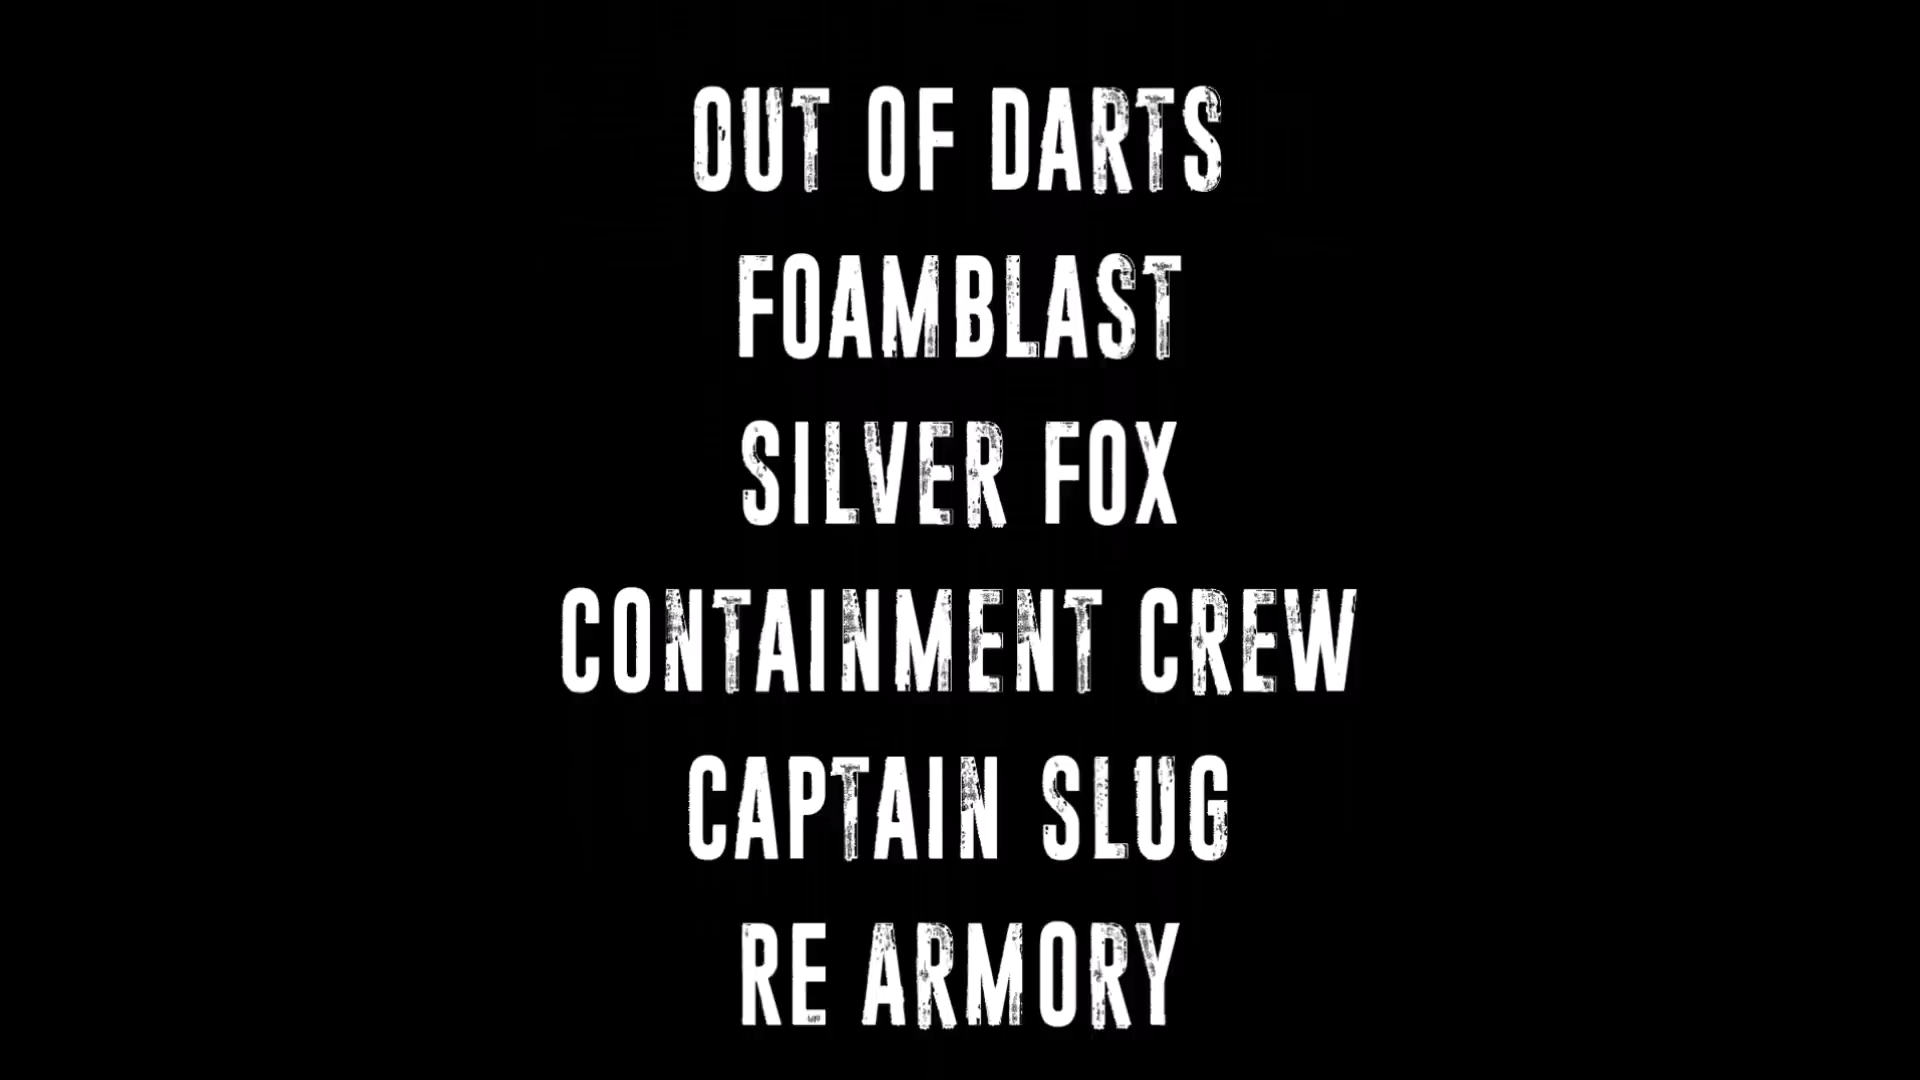 OUT OF DARTS
FOAMBLAST
SILVER FOX
CONTAINMENT CREW
CAPTAIN SLUG
RE ARMORY